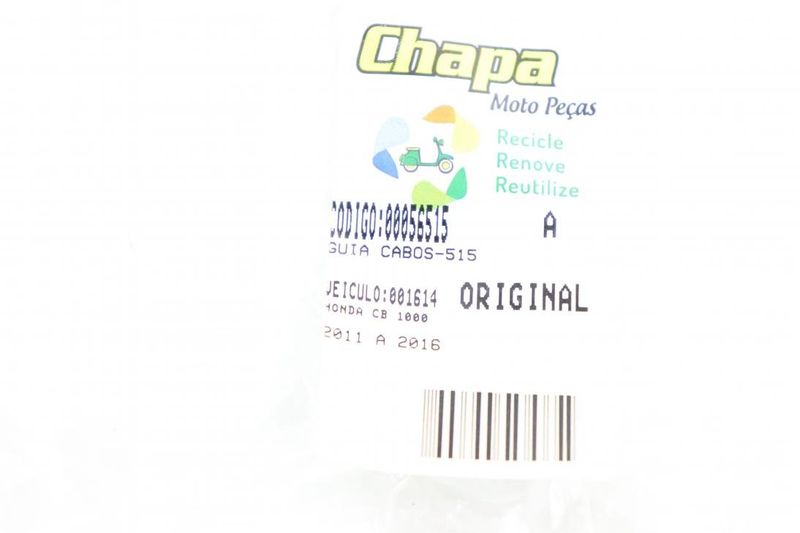 Chapa
Moto Peças
Recicle
Renove
Reutilize
CODIGO:00056515 A
GUIA CABOS-515
VEICULO:001614 ORIGINAL
HONDA CB 1000
2011 A 2016